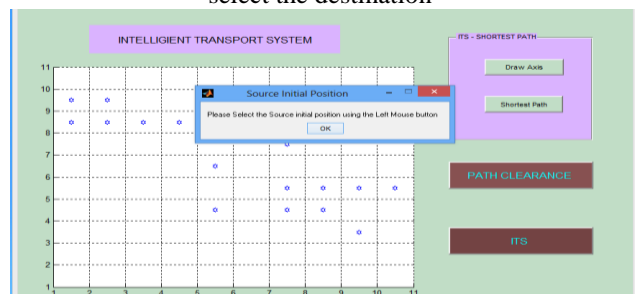 select the destination
INTELLIGIENT TRANSPORT SYSTEM
ITS - SHORTEST PATH
Draw Axis
Shortest Path
Source Initial Position
Please Select the Source initial position using the Left Mouse button
OK
PATH CLEARANCE
ITS
11
10
9
8
7
6
5
4
3
2
1
1 2 3 4 5 6 7 8 9 10 11